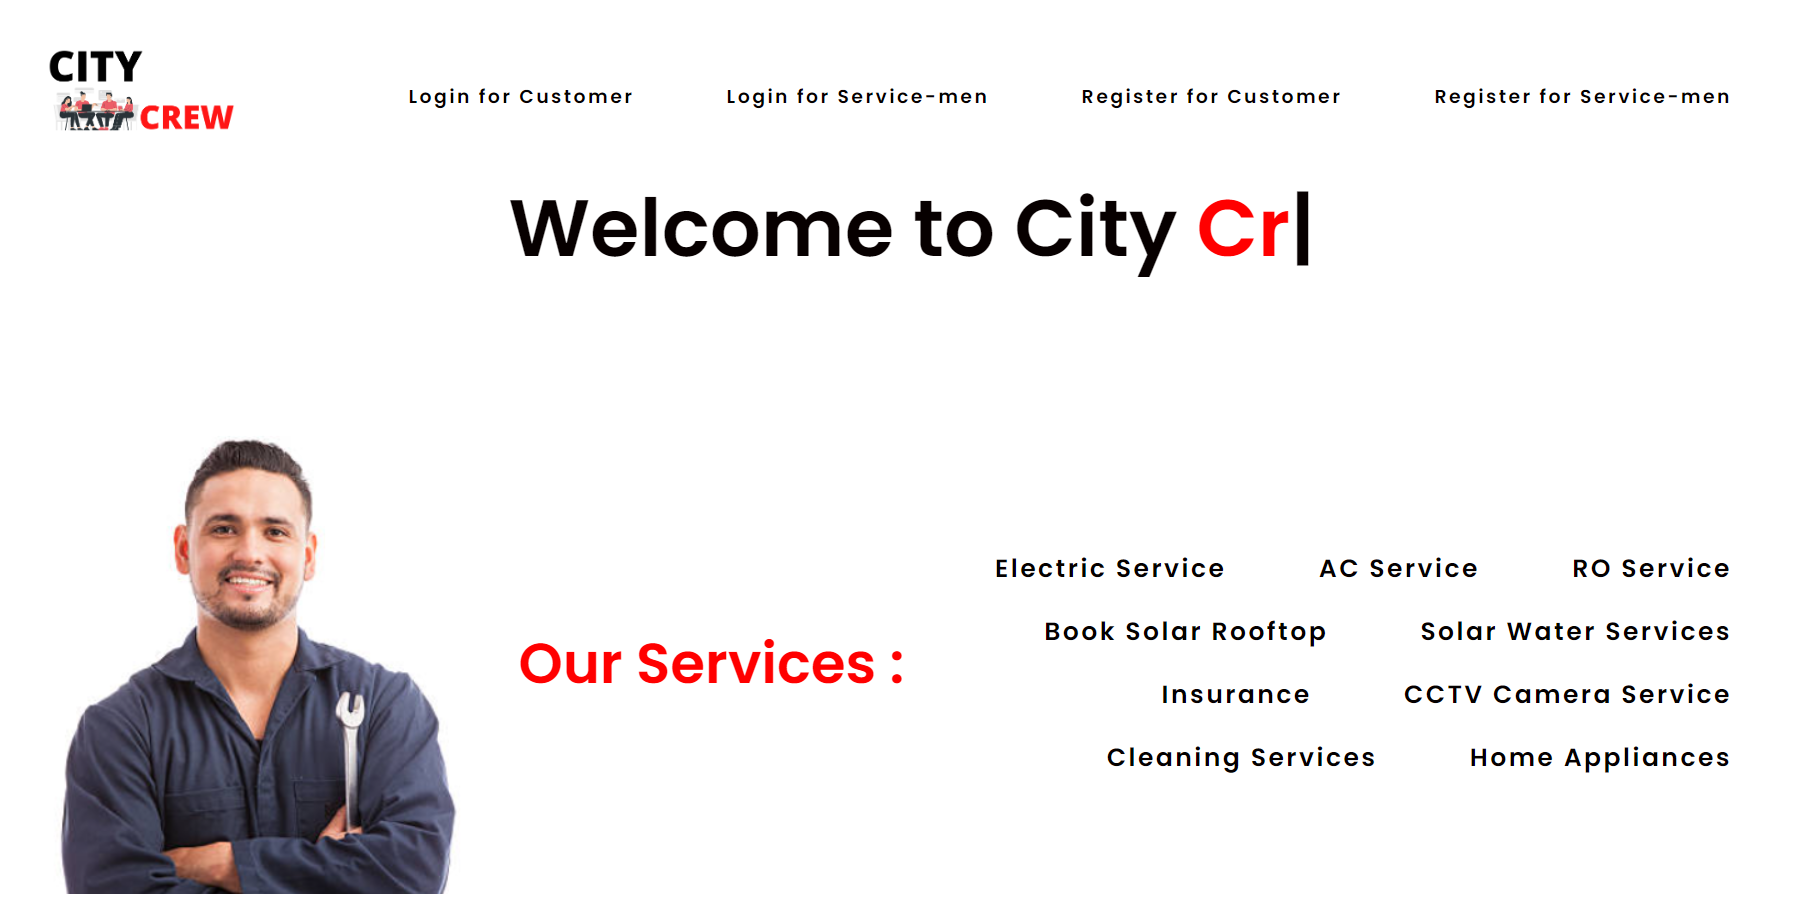 CITY
CREW
Login for Customer Login for Service-men Register for Customer Register for Service-men
Welcome to City Cr
Our Services :
Electric Service AC Service RO Service
Book Solar Rooftop Solar Water Services
Insurance CCTV Camera Service
Cleaning Services Home Appliances